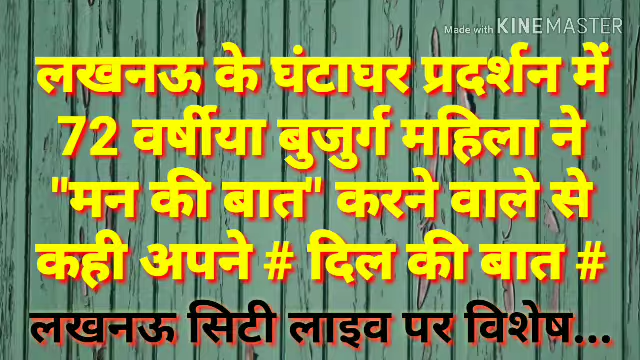 Made with KINEMASTER
लखनऊ के घंटाघर प्रदर्शन में
72 वर्षीया बुजुर्ग महिला ने
"मन की बात" करने वाले से
कही अपने # दिल की बात #
लखनऊ सिटी लाइव पर विशेष...